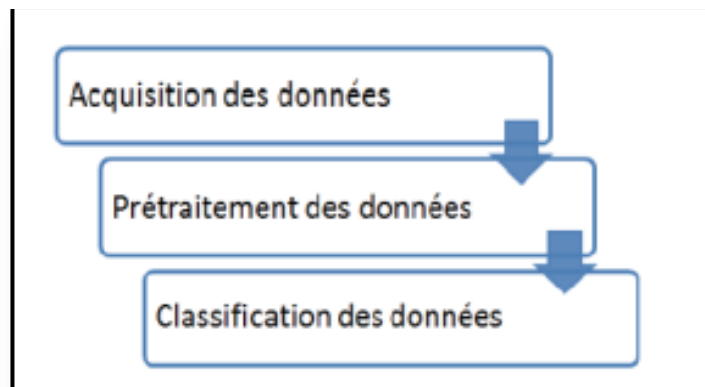 Acquisition des données
Prétraitement des données
Classification des données